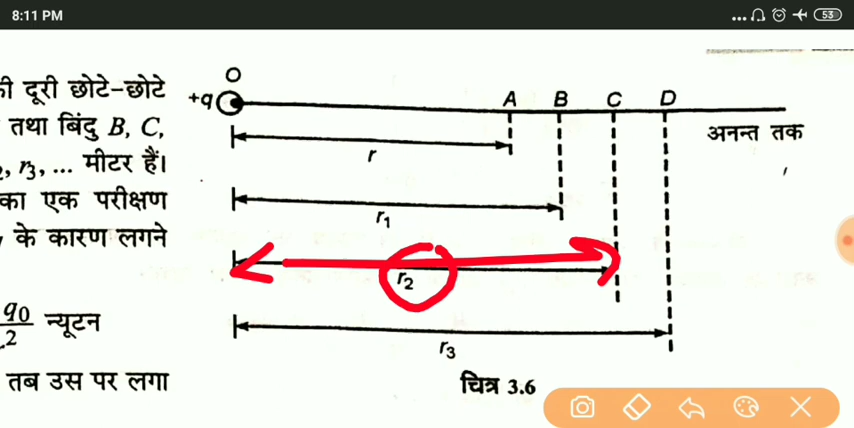 8:11 PM
53
ी दूरी छोटे-छोटे
तथा बिंदु B, C,
, r₃, ... मीटर हैं।
का एक परीक्षण
के कारण लगने
q₀/2 न्यूटन
तब उस पर लगा
O
+q
A B C D
अनन्त तक
r
r₁
r₂
r₃
चित्र 3.6